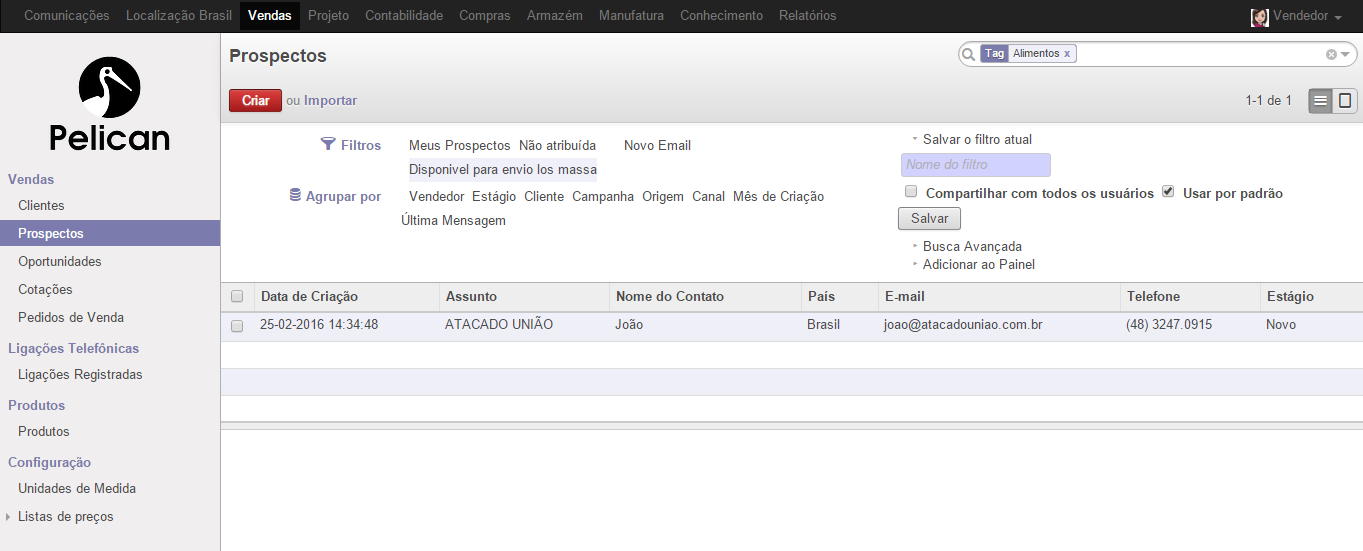 Comunicações Localização Brasil Vendas Projeto Contabilidade Compras Armazém Manufatura Conhecimento Relatórios Vendedor
Pelican
Vendas
Clientes
Prospectos
Oportunidades
Cotações
Pedidos de Venda
Ligações Telefónicas
Ligações Registradas
Produtos
Produtos
Configuração
Unidades de Medida
Listas de preços
Prospectos
Tag Alimentos x
Criar ou Importar
1-1 de 1
Filtros Meus Prospectos Não atribuída Novo Email
Disponivel para envio los massa
Agrupar por Vendedor Estágio Cliente Campanha Origem Canal Mês de Criação
Última Mensagem
Salvar o filtro atual
Nome do filtro
Compartilhar com todos os usuários Usar por padrão
Salvar
Busca Avançada
Adicionar ao Painel
Data de Criação Assunto Nome do Contato País E-mail Telefone Estágio
25-02-2016 14:34:48 ATACADO UNIÃO João Brasil joao@atacadouniao.com.br (48) 3247.0915 Novo